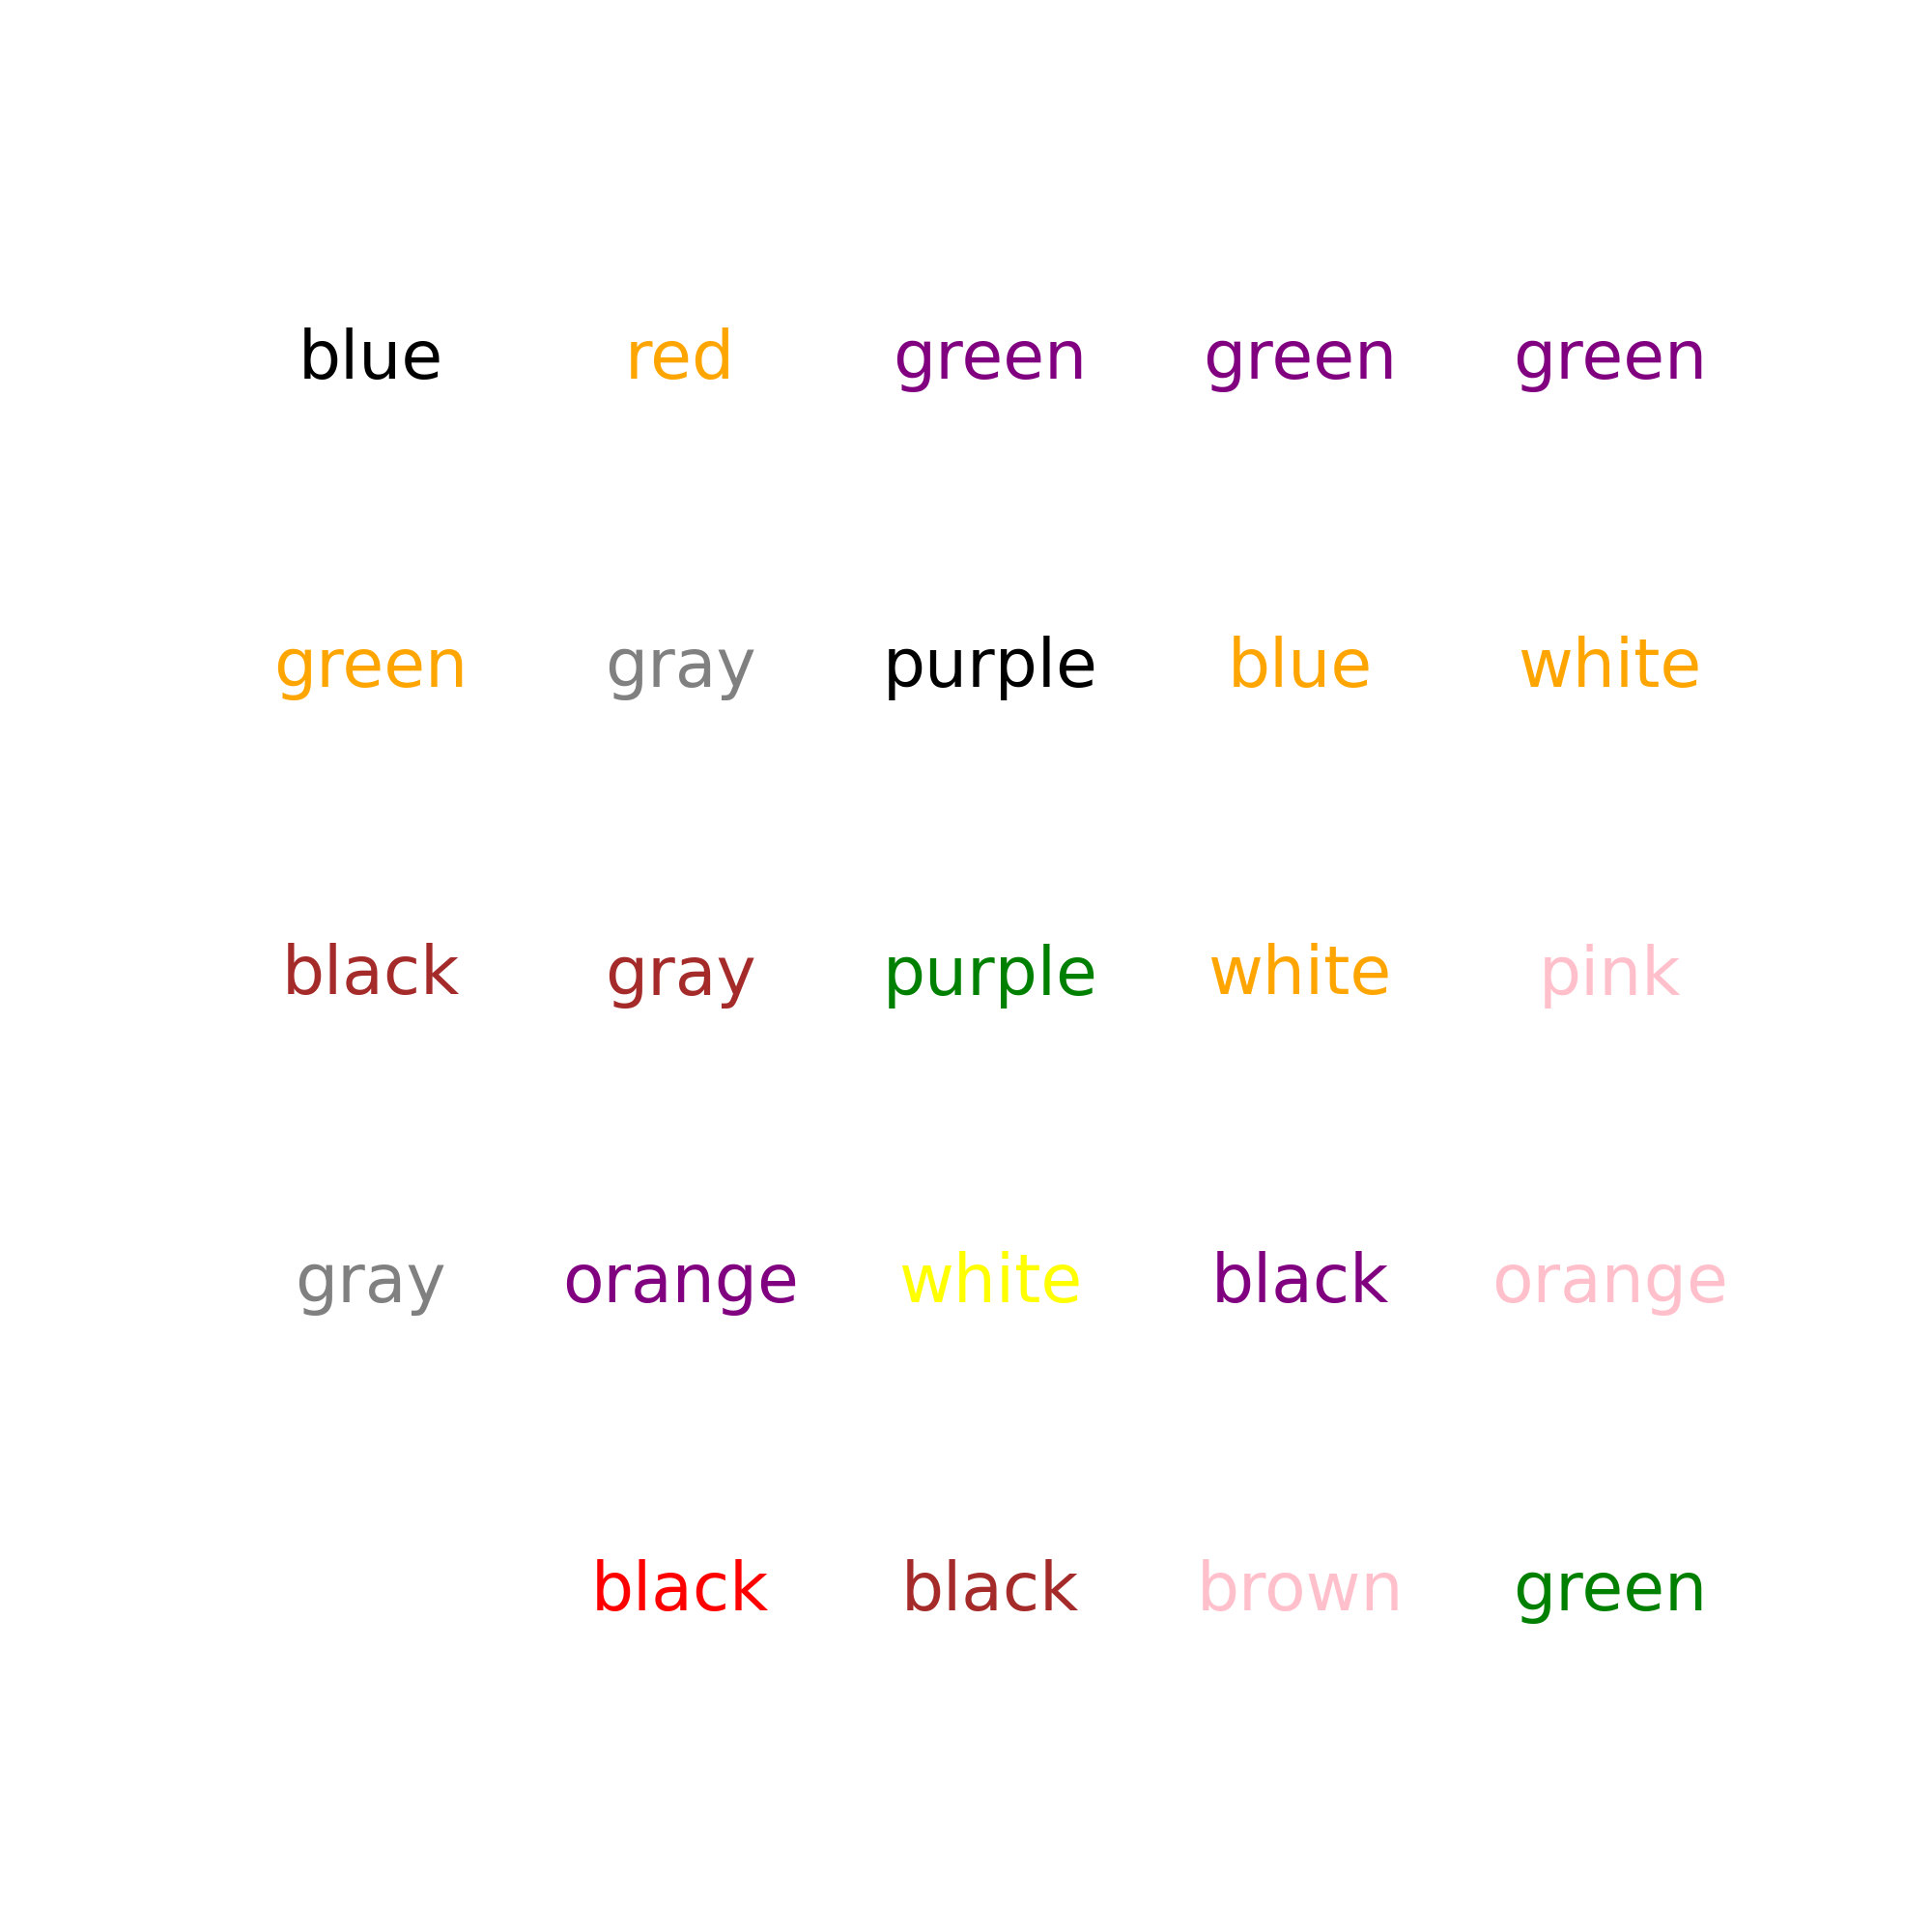 blue red green green green
green gray purple blue white
black gray purple white pink
gray orange white black orange
black black brown green